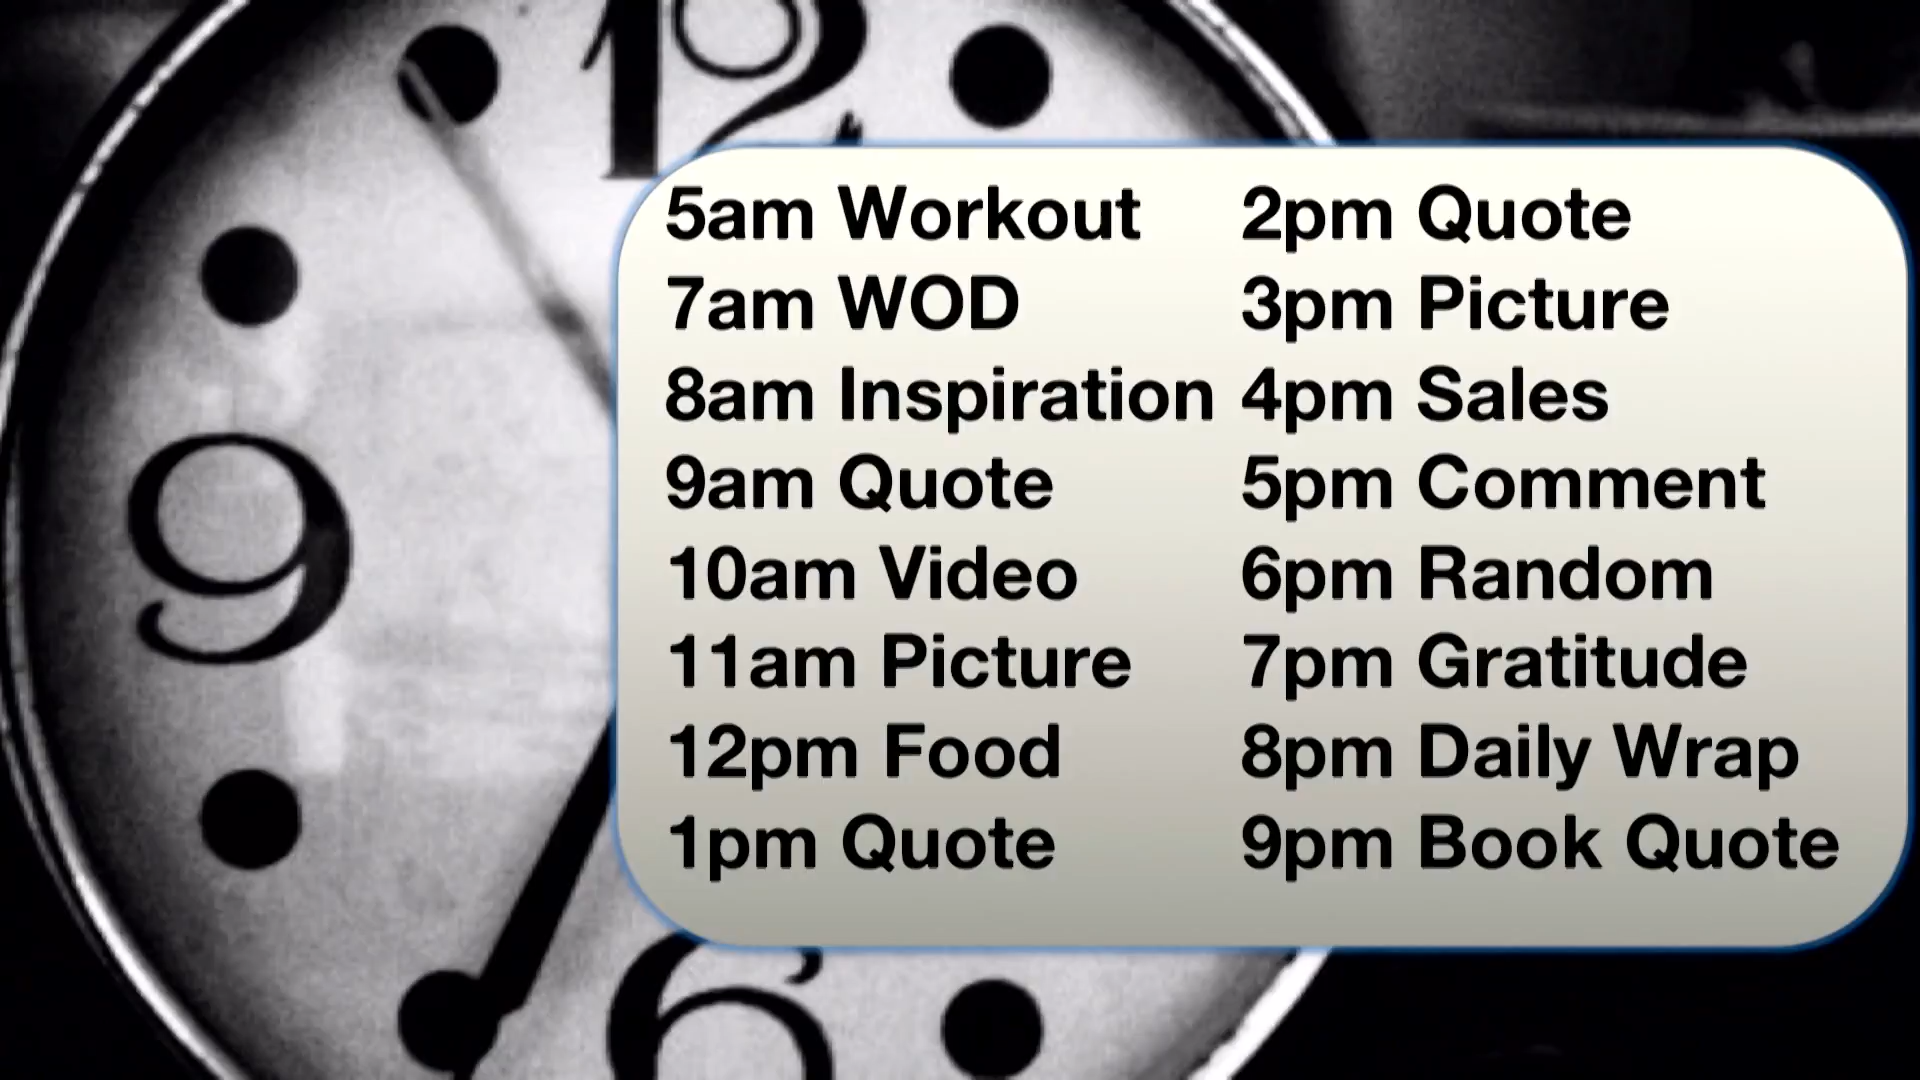 12
9
6
5am Workout
7am WOD
8am Inspiration
9am Quote
10am Video
11am Picture
12pm Food
1pm Quote
2pm Quote
3pm Picture
4pm Sales
5pm Comment
6pm Random
7pm Gratitude
8pm Daily Wrap
9pm Book Quote